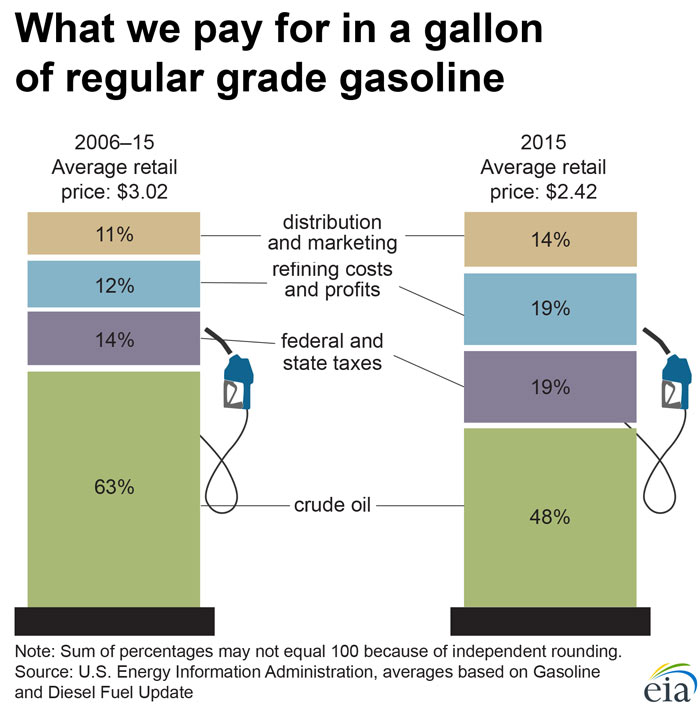 What we pay for in a gallon
of regular grade gasoline
2006–15
Average retail
price: $3.02
2015
Average retail
price: $2.42
11%
distribution
and marketing
14%
12%
refining costs
and profits
19%
14%
federal and
state taxes
19%
63%
crude oil
48%
Note: Sum of percentages may not equal 100 because of independent rounding.
Source: U.S. Energy Information Administration, averages based on Gasoline
and Diesel Fuel Update
eia